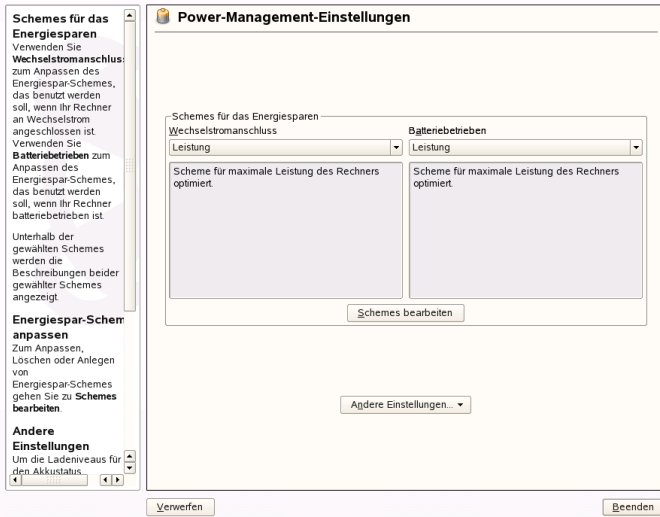 Schemes für das
Energiesparen
Verwenden Sie
Wechselstromanschlus
zum Anpassen des
Energiespar-Schemes,
das benutzt werden
soll, wenn Ihr Rechner
an Wechselstrom
angeschlossen ist.
Verwenden Sie
Batteriebetrieben zum
Anpassen des
Energiespar-Schemes,
das benutzt werden
soll, wenn Ihr Rechner
batteriebetrieben ist.
Unterhalb der
gewählten Schemes
werden die
Beschreibungen beider
gewählter Schemes
angezeigt.
Energiespar-Schem
anpassen
Zum Anpassen,
Löschen oder Anlegen
von
Energiespar-Schemes
gehen Sie zu Schemes
bearbeiten.
Andere
Einstellungen
Um die Ladeniveaus für
den Akkustatus
Power-Management-Einstellungen
Schemes für das Energiesparen
Wechselstromanschluss
Leistung
Scheme für maximale Leistung des Rechners
optimiert.
Batteriebetrieben
Leistung
Scheme für maximale Leistung des Rechners
optimiert.
Schemes bearbeiten
Andere Einstellungen...
Verwerfen
Beenden